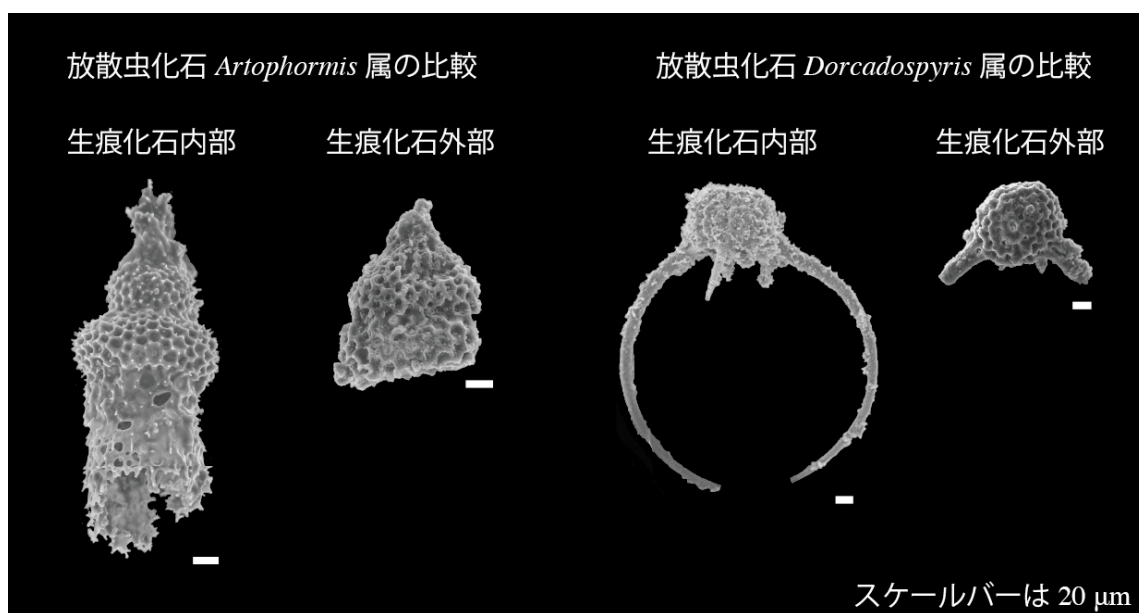 放散虫化石 Artophormis 属の比較
生痕化石内部
生痕化石外部
放散虫化石 Dorcadospyris 属の比較
生痕化石内部
生痕化石外部
スケールバーは 20 μm